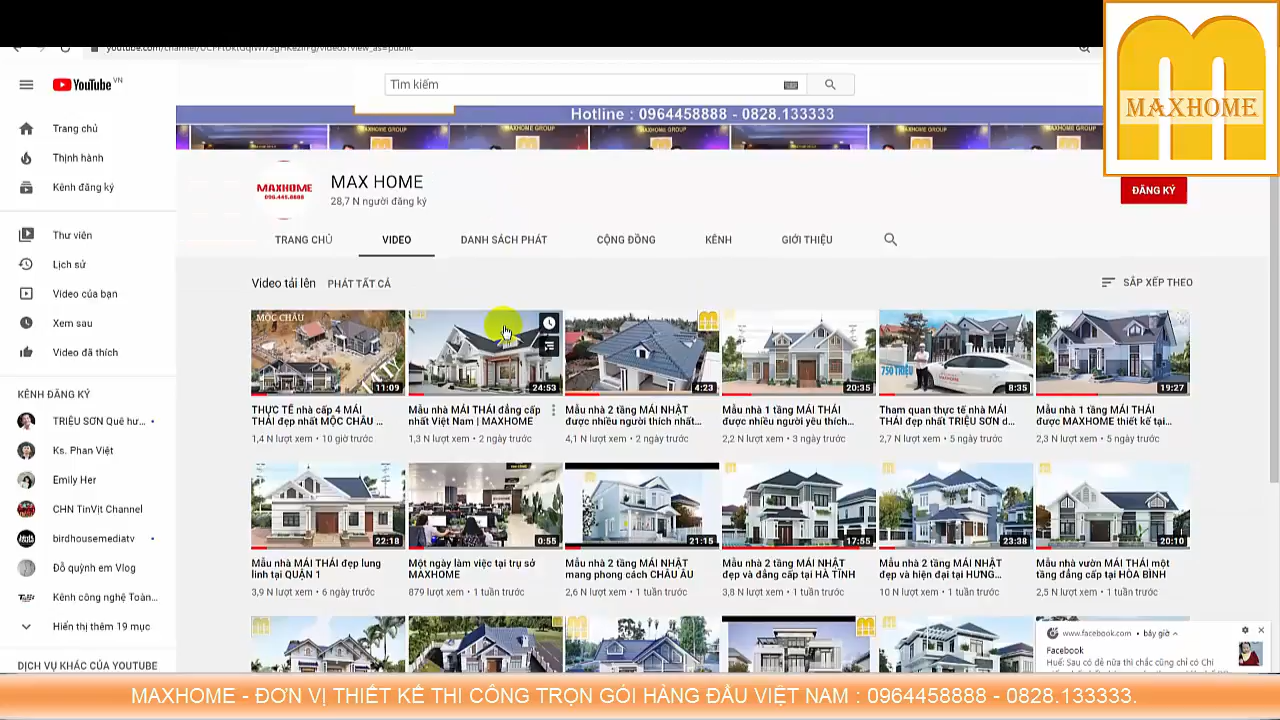 MAXHOME
YouTube VN
Tìm kiếm
Hotline : 0964458888 - 0828.133333
Trang chủ
Thịnh hành
Kênh đăng ký
Thư viện
Lịch sử
Video của bạn
Xem sau
Video đã thích
KÊNH ĐĂNG KÝ
TRIỆU SƠN Quê hư...
Ks. Phan Việt
Emily Her
CHN TinVịt Channel
birdhousemediatv
Đỗ quỳnh em Vlog
Kênh công nghệ Toàn...
Hiển thị thêm 19 mục
DỊCH VỤ KHÁC CỦA YOUTUBE
MAXHOME
096.445.8888
MAX HOME
28,7 N người đăng ký
ĐĂNG KÝ
TRANG CHỦ VIDEO DANH SÁCH PHÁT CỘNG ĐỒNG KÊNH GIỚI THIỆU
Video tải lên PHÁT TẤT CẢ SẮP XẾP THEO
MỘC CHÂU
750 TRIỆU
11:09 24:53 4:23 20:35 8:35 19:27
THỰC TẾ nhà cấp 4 MÁI
THÁI đẹp nhất MỘC CHÂU ...
1,4 N lượt xem • 10 giờ trước
Mẫu nhà MÁI THÁI đẳng cấp
nhất Việt Nam | MAXHOME
1,3 N lượt xem • 2 ngày trước
Mẫu nhà 2 tầng MÁI NHẬT
được nhiều người thích nhất...
4,1 N lượt xem • 2 ngày trước
Mẫu nhà 1 tầng MÁI THÁI
được nhiều người yêu thích...
2,2 N lượt xem • 3 ngày trước
Tham quan thực tế nhà MÁI
THÁI đẹp nhất TRIỆU SƠN d...
2,7 N lượt xem • 5 ngày trước
Mẫu nhà 1 tầng MÁI THÁI
được MAXHOME thiết kế tại...
2,3 N lượt xem • 5 ngày trước
22:18 0:55 21:15 17:55 23:38 20:10
Mẫu nhà MÁI THÁI đẹp lung
linh tại QUẬN 1
3,9 N lượt xem • 6 ngày trước
Một ngày làm việc tại trụ sở
MAXHOME
879 lượt xem • 1 tuần trước
Mẫu nhà 2 tầng MÁI NHẬT
mang phong cách CHÂU ÂU
2,6 N lượt xem • 1 tuần trước
Mẫu nhà 2 tầng MÁI NHẬT
đẹp và đẳng cấp tại HÀ TĨNH
3,8 N lượt xem • 1 tuần trước
Mẫu nhà 2 tầng MÁI NHẬT
đẹp và hiện đại tại HƯNG...
10 N lượt xem • 1 tuần trước
Mẫu nhà vườn MÁI THÁI một
tầng đẳng cấp tại HÒA BÌNH
2,5 N lượt xem • 1 tuần trước
www.facebook.com • bây giờ
Facebook
Huế: Sau có đẻ nữa thì chắc cũng chỉ có Chi
MAXHOME - ĐƠN VỊ THIẾT KẾ THI CÔNG TRỌN GÓI HÀNG ĐẦU VIỆT NAM : 0964458888 - 0828.133333.